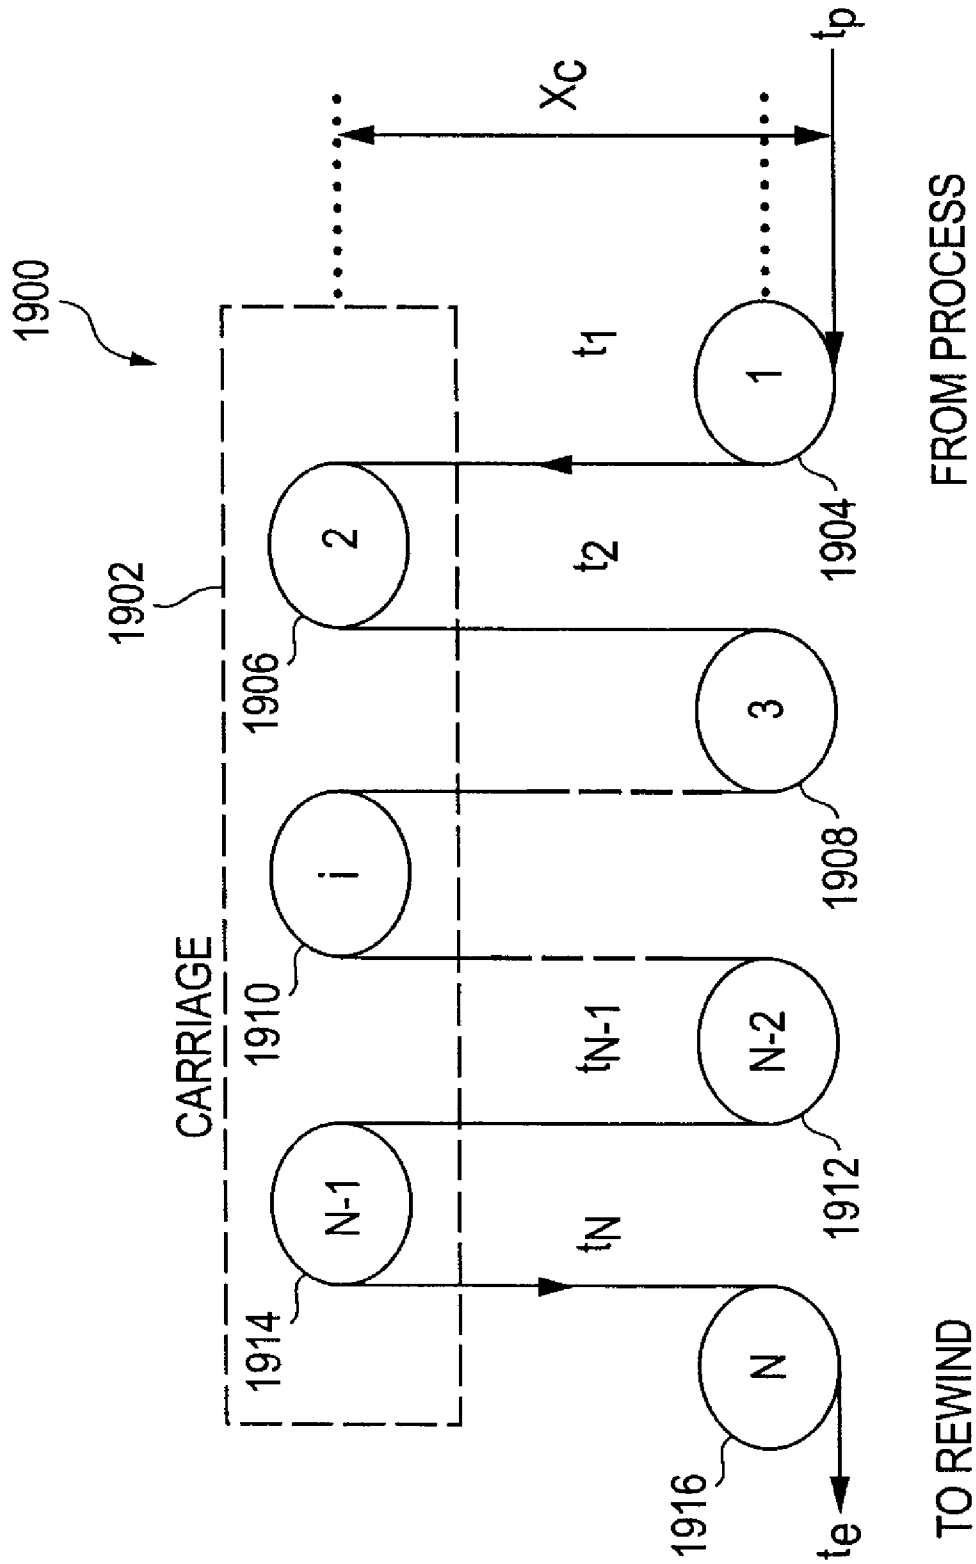 1900
CARRIAGE
1902
1914
N-1
1910
i
1906
2
tN
tN-1
t2
t1
XC
1916
N
1912
N-2
1908
3
1904
1
te
tp
TO REWIND
FROM PROCESS